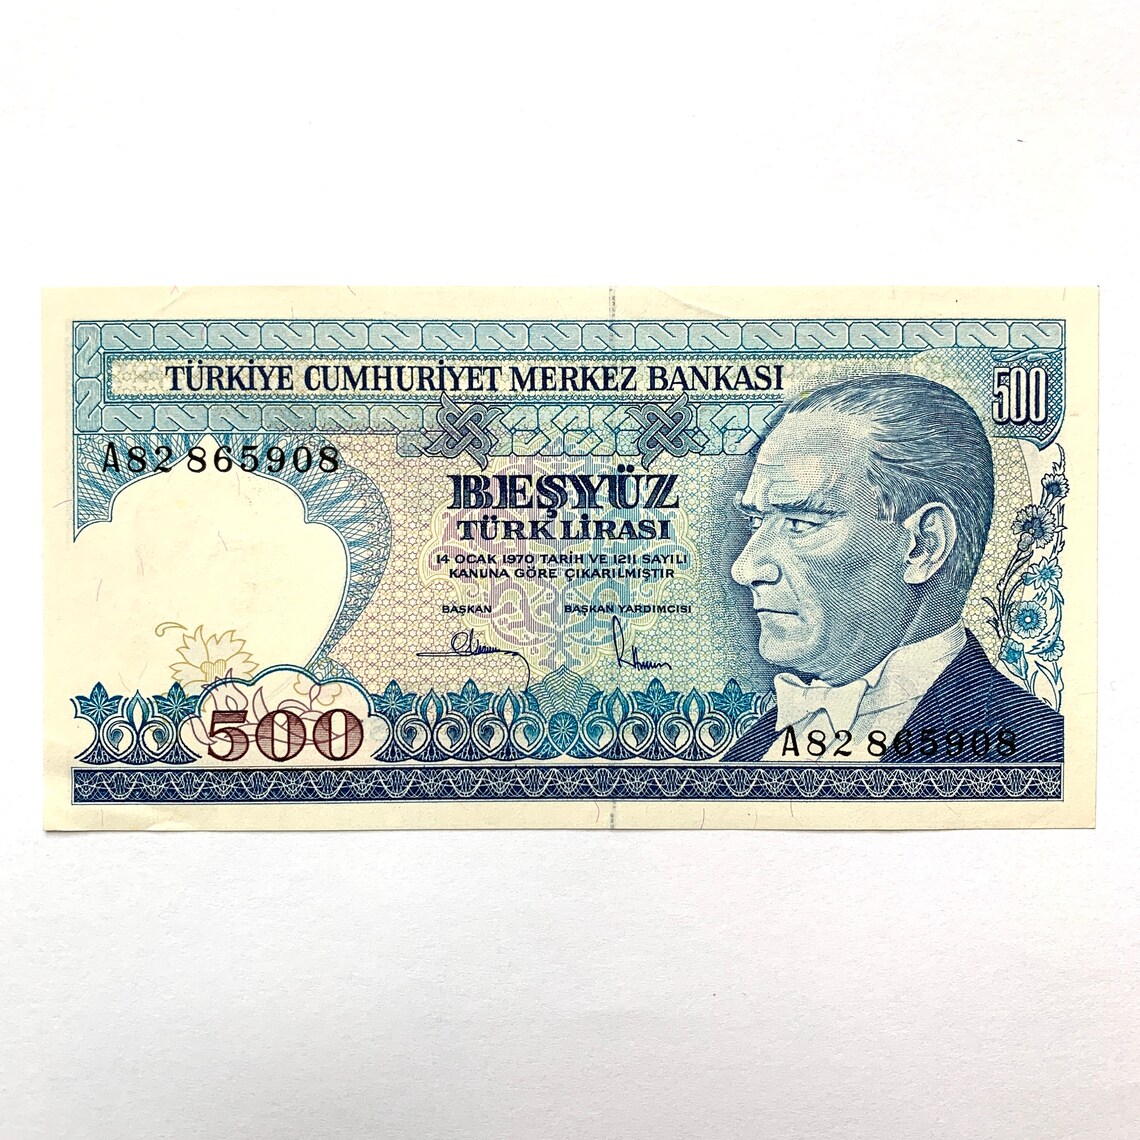 TÜRKİYE CUMHURİYET MERKEZ BANKASI
500
A82 865908
BEŞYÜZ
TÜRK LİRASI
14 OCAK 1970 TARİH VE 1211 SAYILI
KANUNA GÖRE ÇIKARILMIŞTIR
BAŞKAN BAŞKAN YARDIMCISI
500
A82 865908